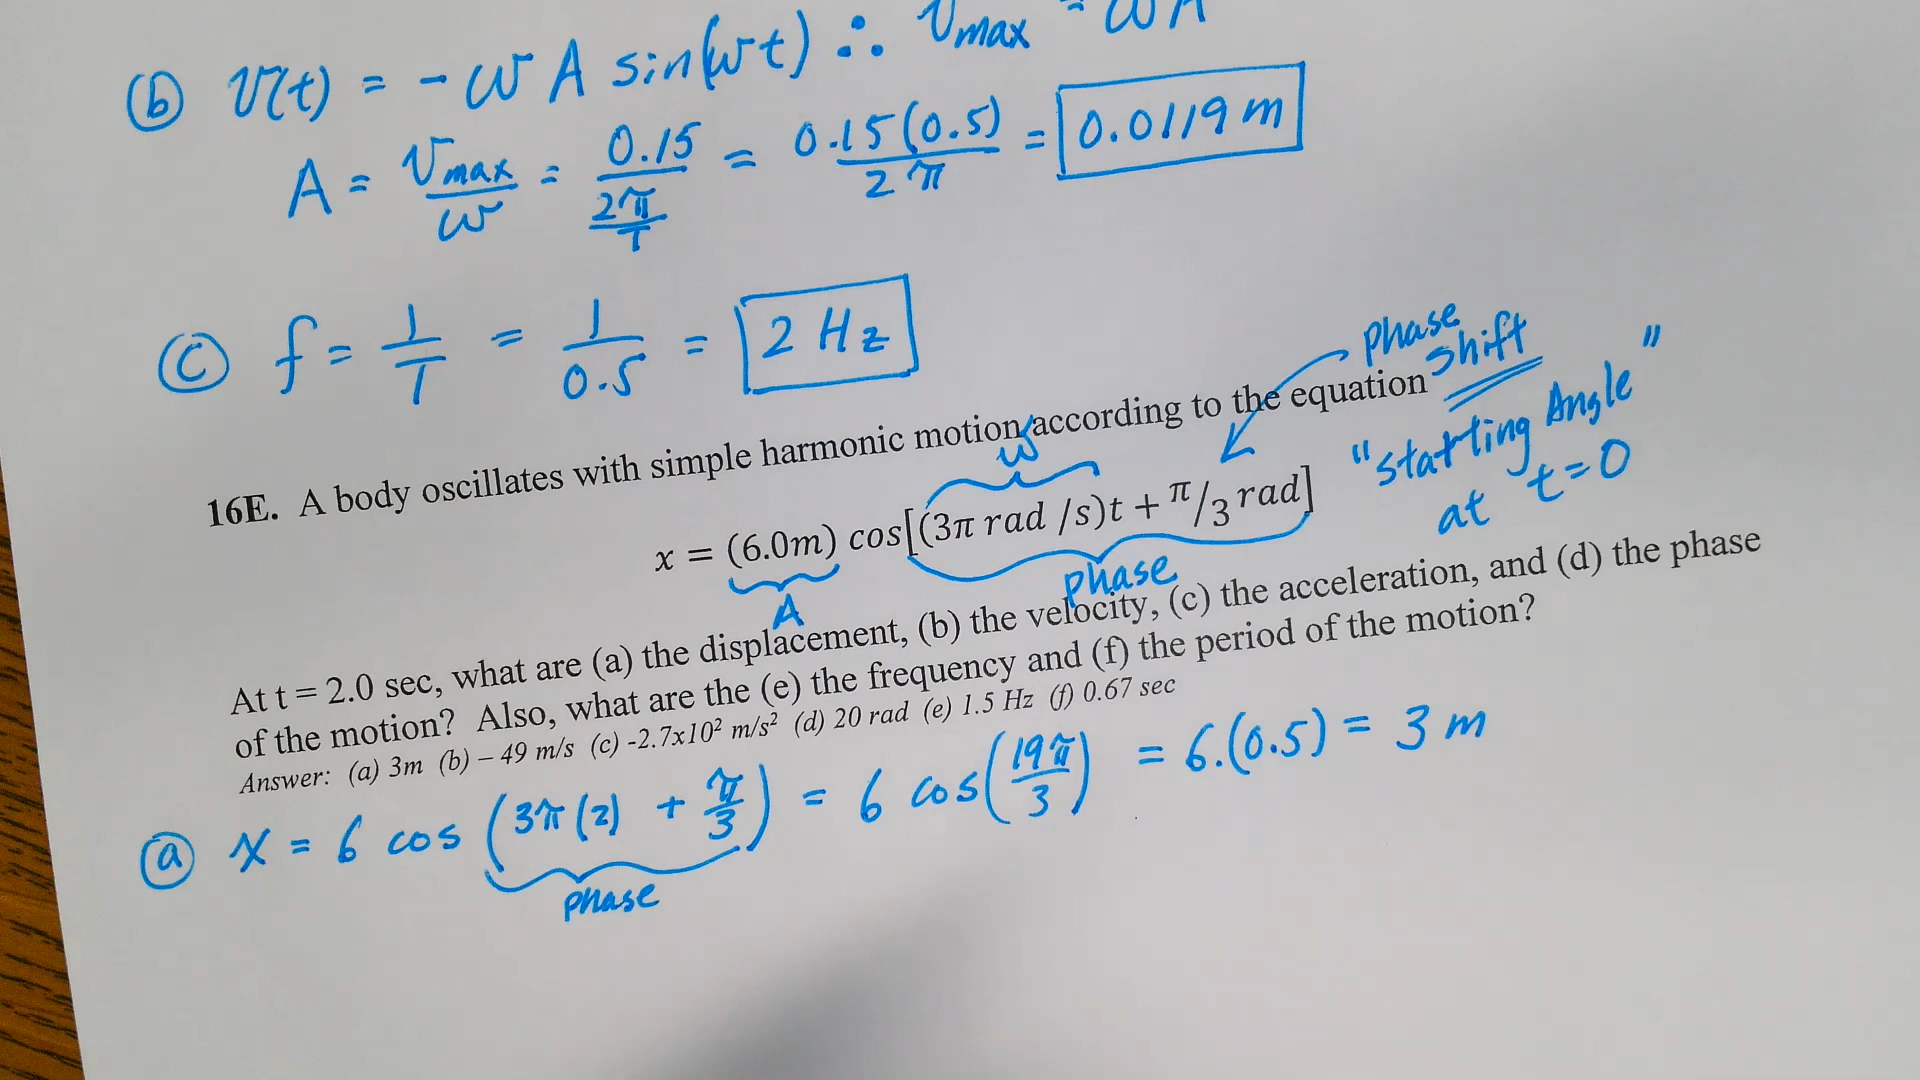 (b) v(t) = -ωA sin(ωt) ∴ vmax = ωA
A = vmax/ω = 0.15/(2π/T) = 0.15(0.5)/2π = 0.0119 m
(c) f = 1/T = 1/0.5 = 2 Hz
phase shift
"starting Angle"
at t=0
16E. A body oscillates with simple harmonic motion according to the equation
ω
x = (6.0m) cos[(3π rad /s)t + π/3 rad]
A
phase
At t = 2.0 sec, what are (a) the displacement, (b) the velocity, (c) the acceleration, and (d) the phase
of the motion? Also, what are the (e) the frequency and (f) the period of the motion?
Answer: (a) 3m (b) – 49 m/s (c) -2.7x10² m/s² (d) 20 rad (e) 1.5 Hz (f) 0.67 sec
(a) x = 6 cos (3π(2) + π/3) = 6 cos(19π/3) = 6.(0.5) = 3 m
phase